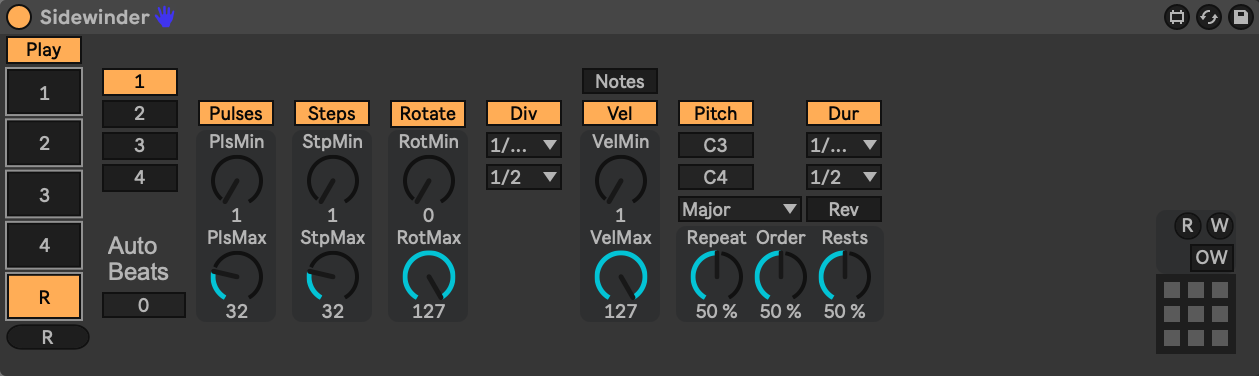 Sidewinder
Play
1
2
3
4
R
R
1
2
3
4
Auto
Beats
0
Pulses
PlsMin
1
PlsMax
32
Steps
StpMin
1
StpMax
32
Rotate
RotMin
0
RotMax
127
Div
1/...
1/2
Notes
Vel
VelMin
1
VelMax
127
Pitch
C3
C4
Major
Dur
1/...
1/2
Rev
Repeat Order Rests
50 % 50 % 50 %
R W
OW